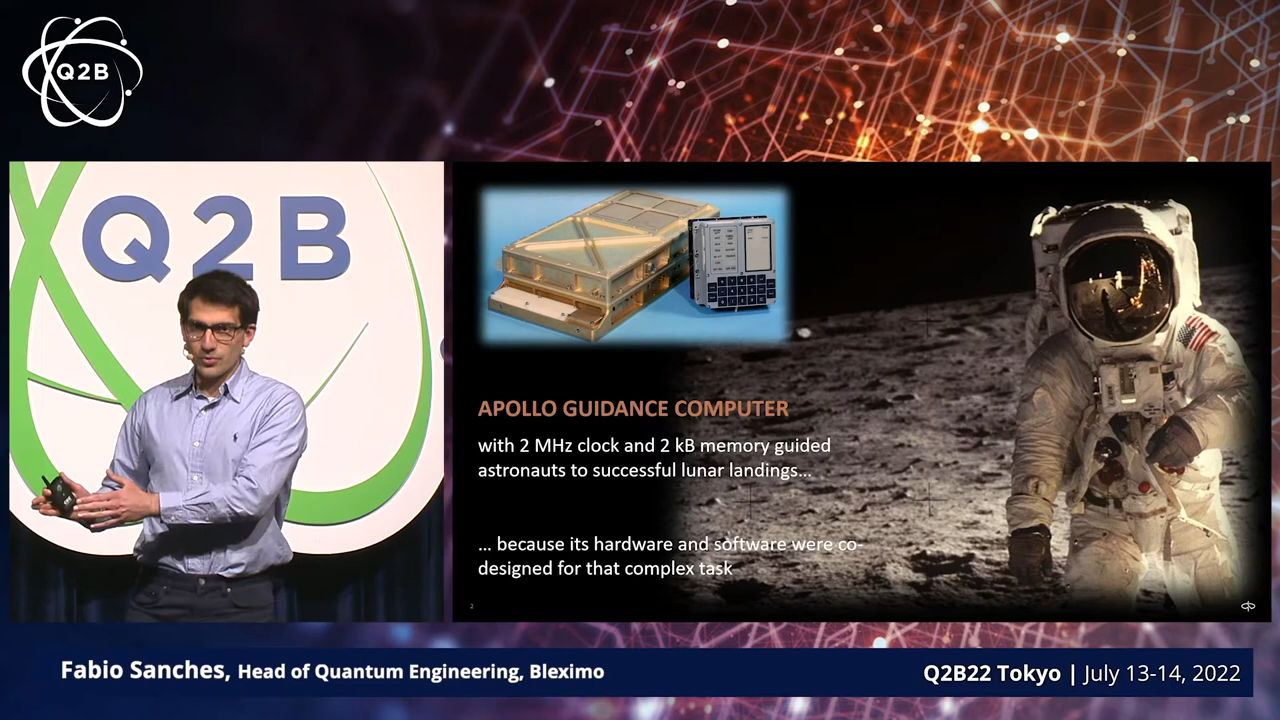 Q2B
Q2B
APOLLO GUIDANCE COMPUTER
with 2 MHz clock and 2 kB memory guided
astronauts to successful lunar landings...
... because its hardware and software were co-
designed for that complex task
2
Fabio Sanches, Head of Quantum Engineering, Bleximo
Q2B22 Tokyo | July 13-14, 2022